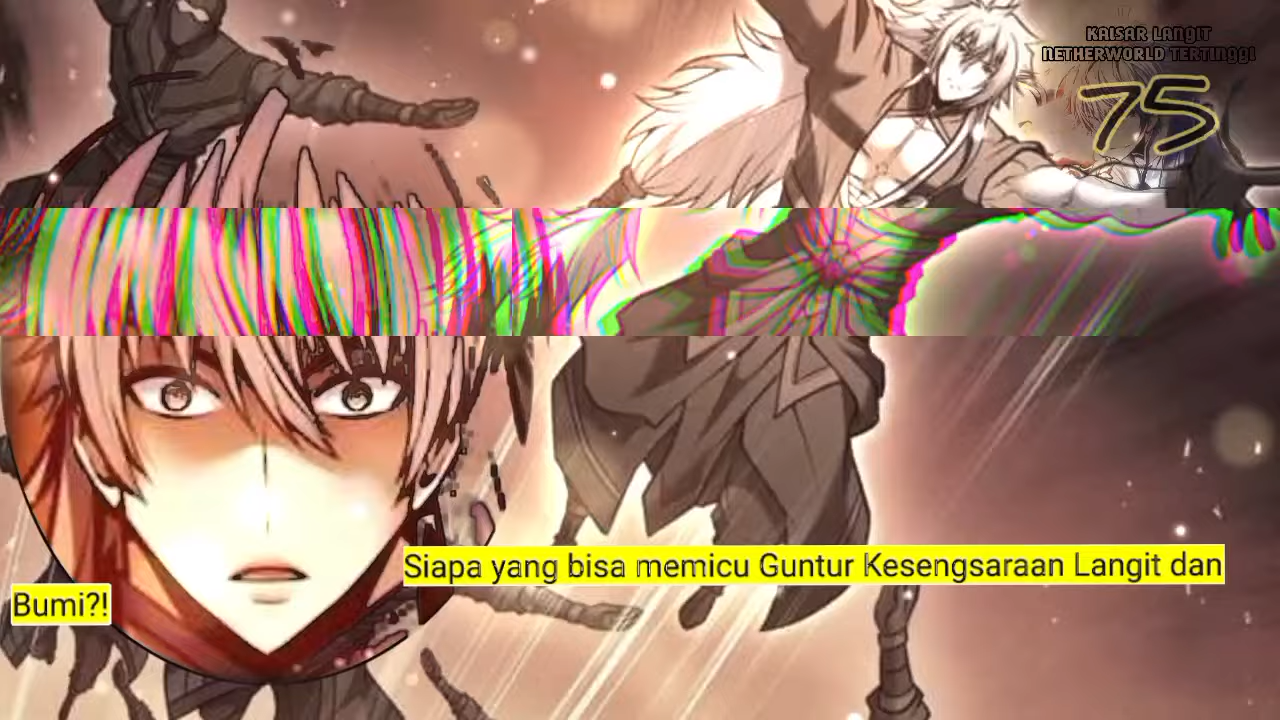 KAISAR LANGIT
NETHERWORLD TERTINGGI
75
Siapa yang bisa memicu Guntur Kesengsaraan Langit dan
Bumi?!